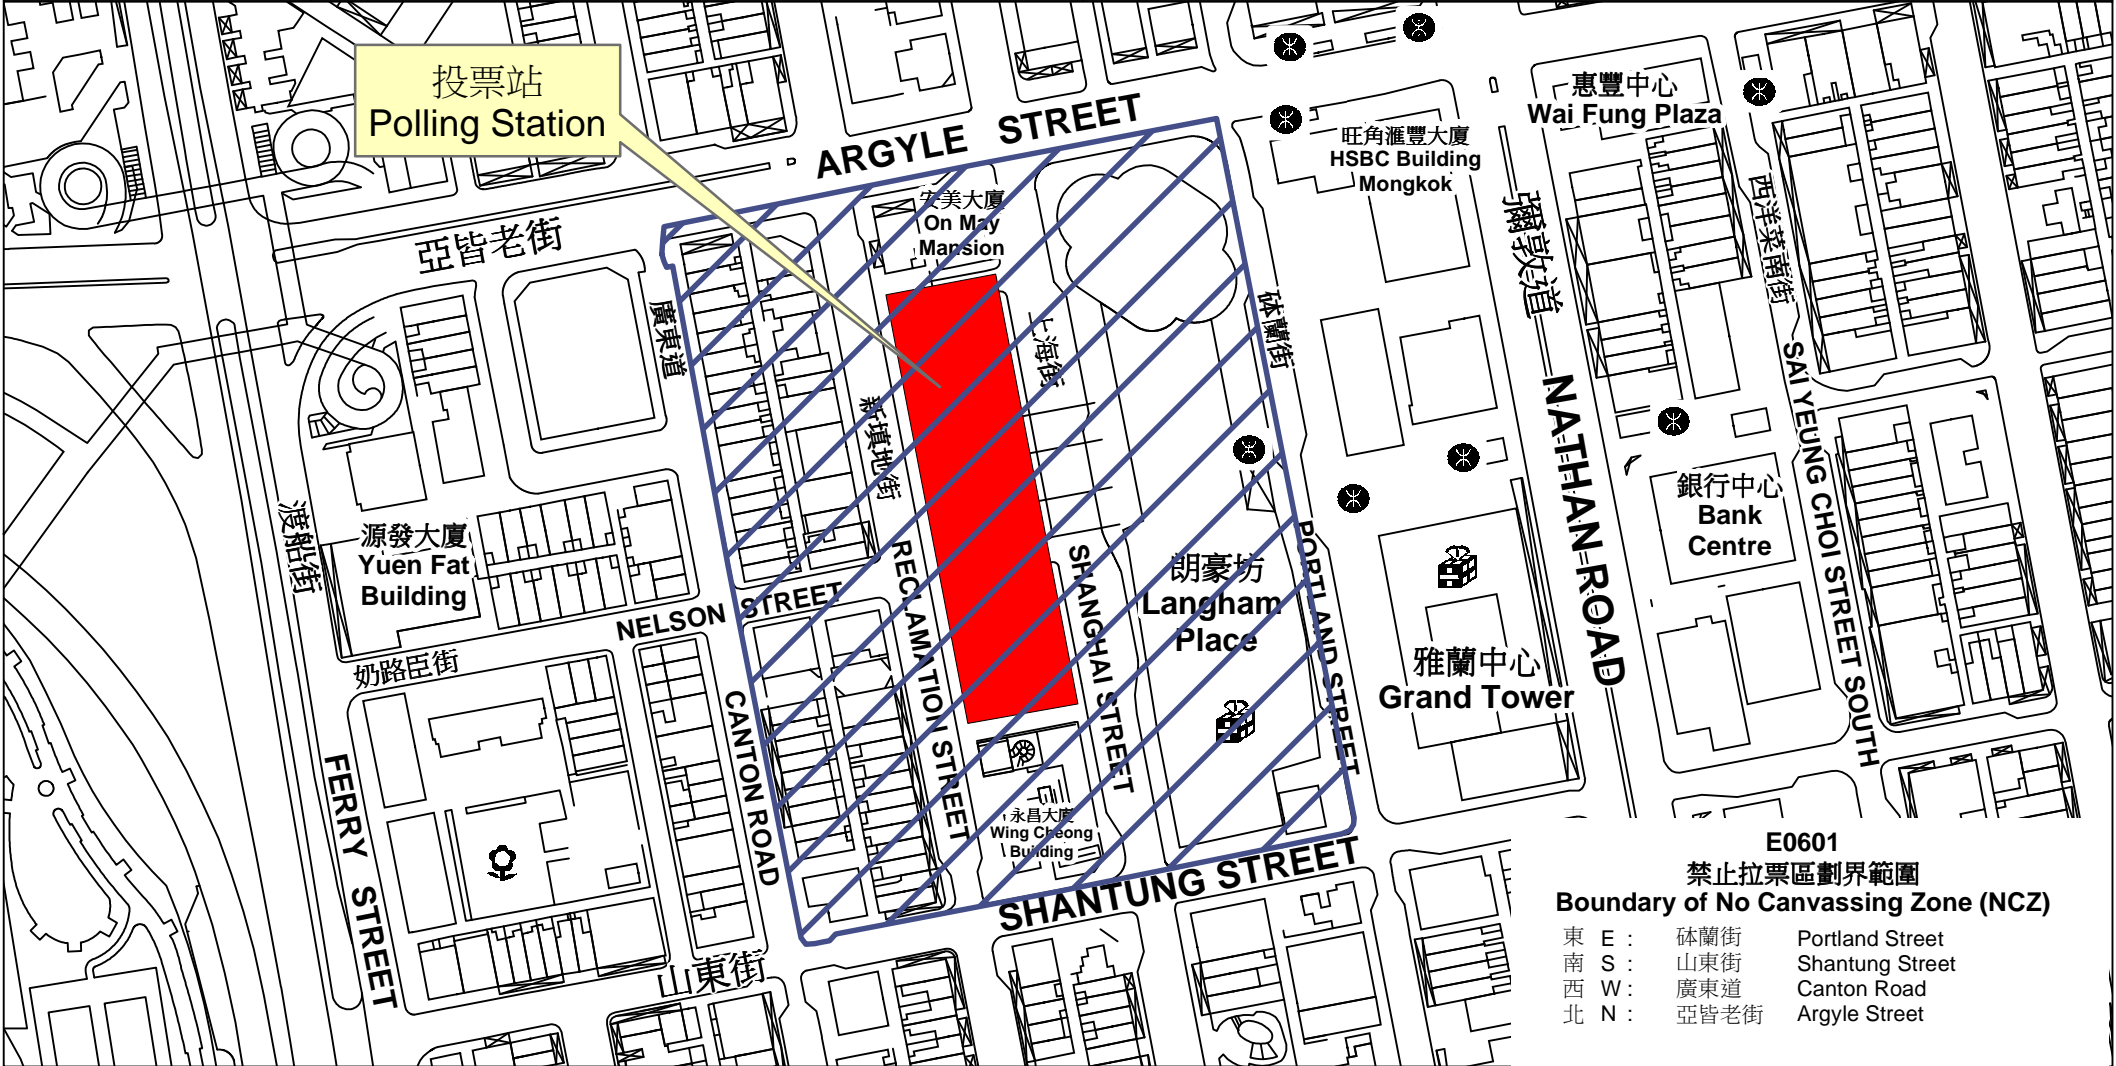 投票站
Polling Station
ARGYLE STREET
亞皆老街
惠豐中心
Wai Fung Plaza
旺角滙豐大廈
HSBC Building
Mongkok
安美大廈
On May
Mansion
彌敦道
NATHAN ROAD
西洋菜南街
SAI YEUNG CHOI STREET SOUTH
廣東道
CANTON ROAD
砵蘭街
PORTLAND STREET
上海街
SHANGHAI STREET
新填地街
RECLAMATION STREET
渡船街
FERRY STREET
源發大廈
Yuen Fat
Building
NELSON STREET
奶路臣街
朗豪坊
Langham
Place
銀行中心
Bank
Centre
雅蘭中心
Grand Tower
永昌大廈
Wing Cheong
Building
SHANTUNG STREET
山東街
E0601
禁止拉票區劃界範圍
Boundary of No Canvassing Zone (NCZ)
東 E : 砵蘭街 Portland Street
南 S : 山東街 Shantung Street
西 W : 廣東道 Canton Road
北 N : 亞皆老街 Argyle Street